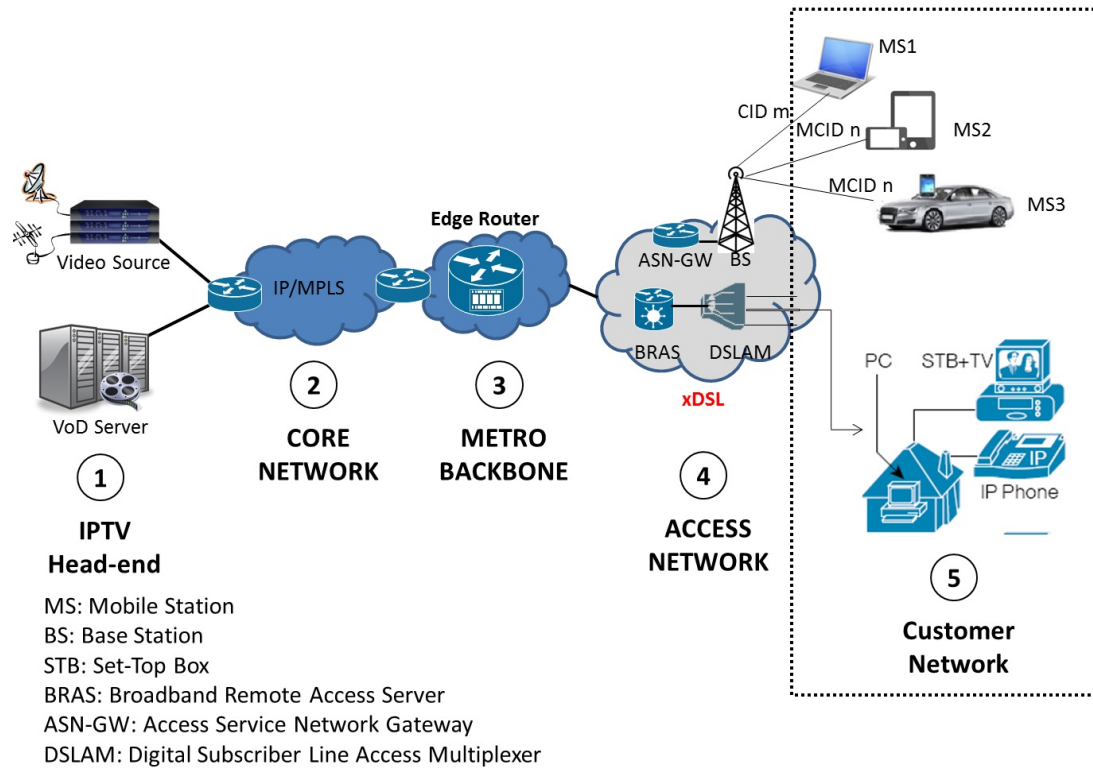 MS1
CID m
MCID n
MS2
MCID n
MS3
Video Source
Edge Router
IP/MPLS
ASN-GW
BS
BRAS
DSLAM
xDSL
VoD Server
PC
STB+TV
IP
IP Phone
1
IPTV
Head-end
2
CORE
NETWORK
3
METRO
BACKBONE
4
ACCESS
NETWORK
5
Customer
Network
MS: Mobile Station
BS: Base Station
STB: Set-Top Box
BRAS: Broadband Remote Access Server
ASN-GW: Access Service Network Gateway
DSLAM: Digital Subscriber Line Access Multiplexer